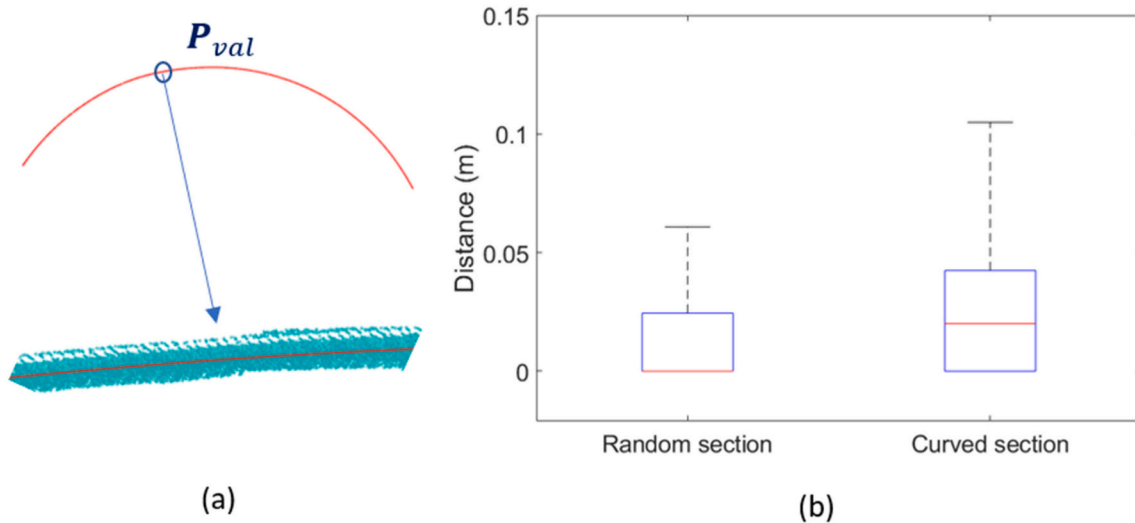 P_val
0.15
0.1
0.05
0
Distance (m)
Random section
Curved section
(a)
(b)